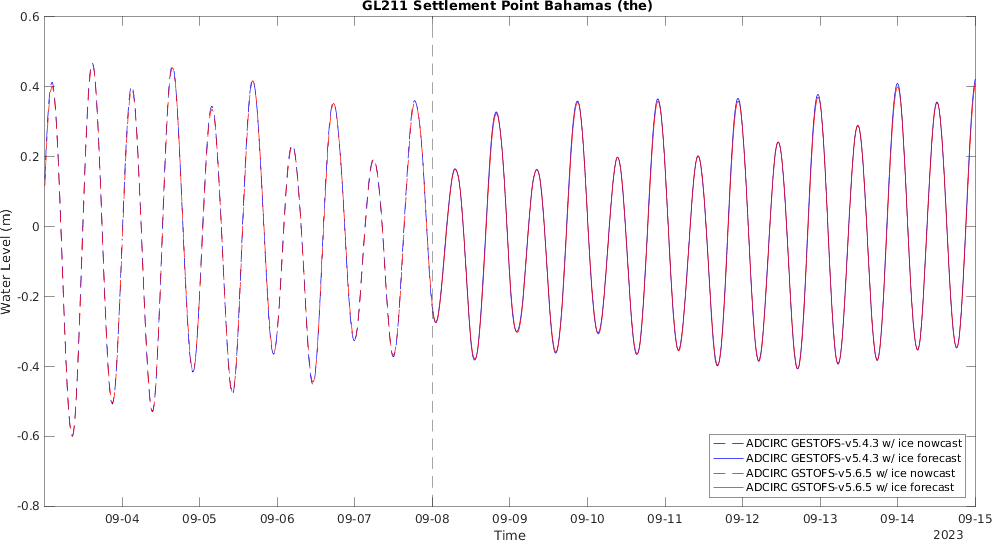 GL211 Settlement Point Bahamas (the)
0.6
0.4
0.2
0
-0.2
-0.4
-0.6
-0.8
Water Level (m)
09-04 09-05 09-06 09-07 09-08 09-09 09-10 09-11 09-12 09-13 09-14 09-15
Time
2023
ADCIRC GESTOFS-v5.4.3 w/ ice nowcast
ADCIRC GESTOFS-v5.4.3 w/ ice forecast
ADCIRC GSTOFS-v5.6.5 w/ ice nowcast
ADCIRC GSTOFS-v5.6.5 w/ ice forecast